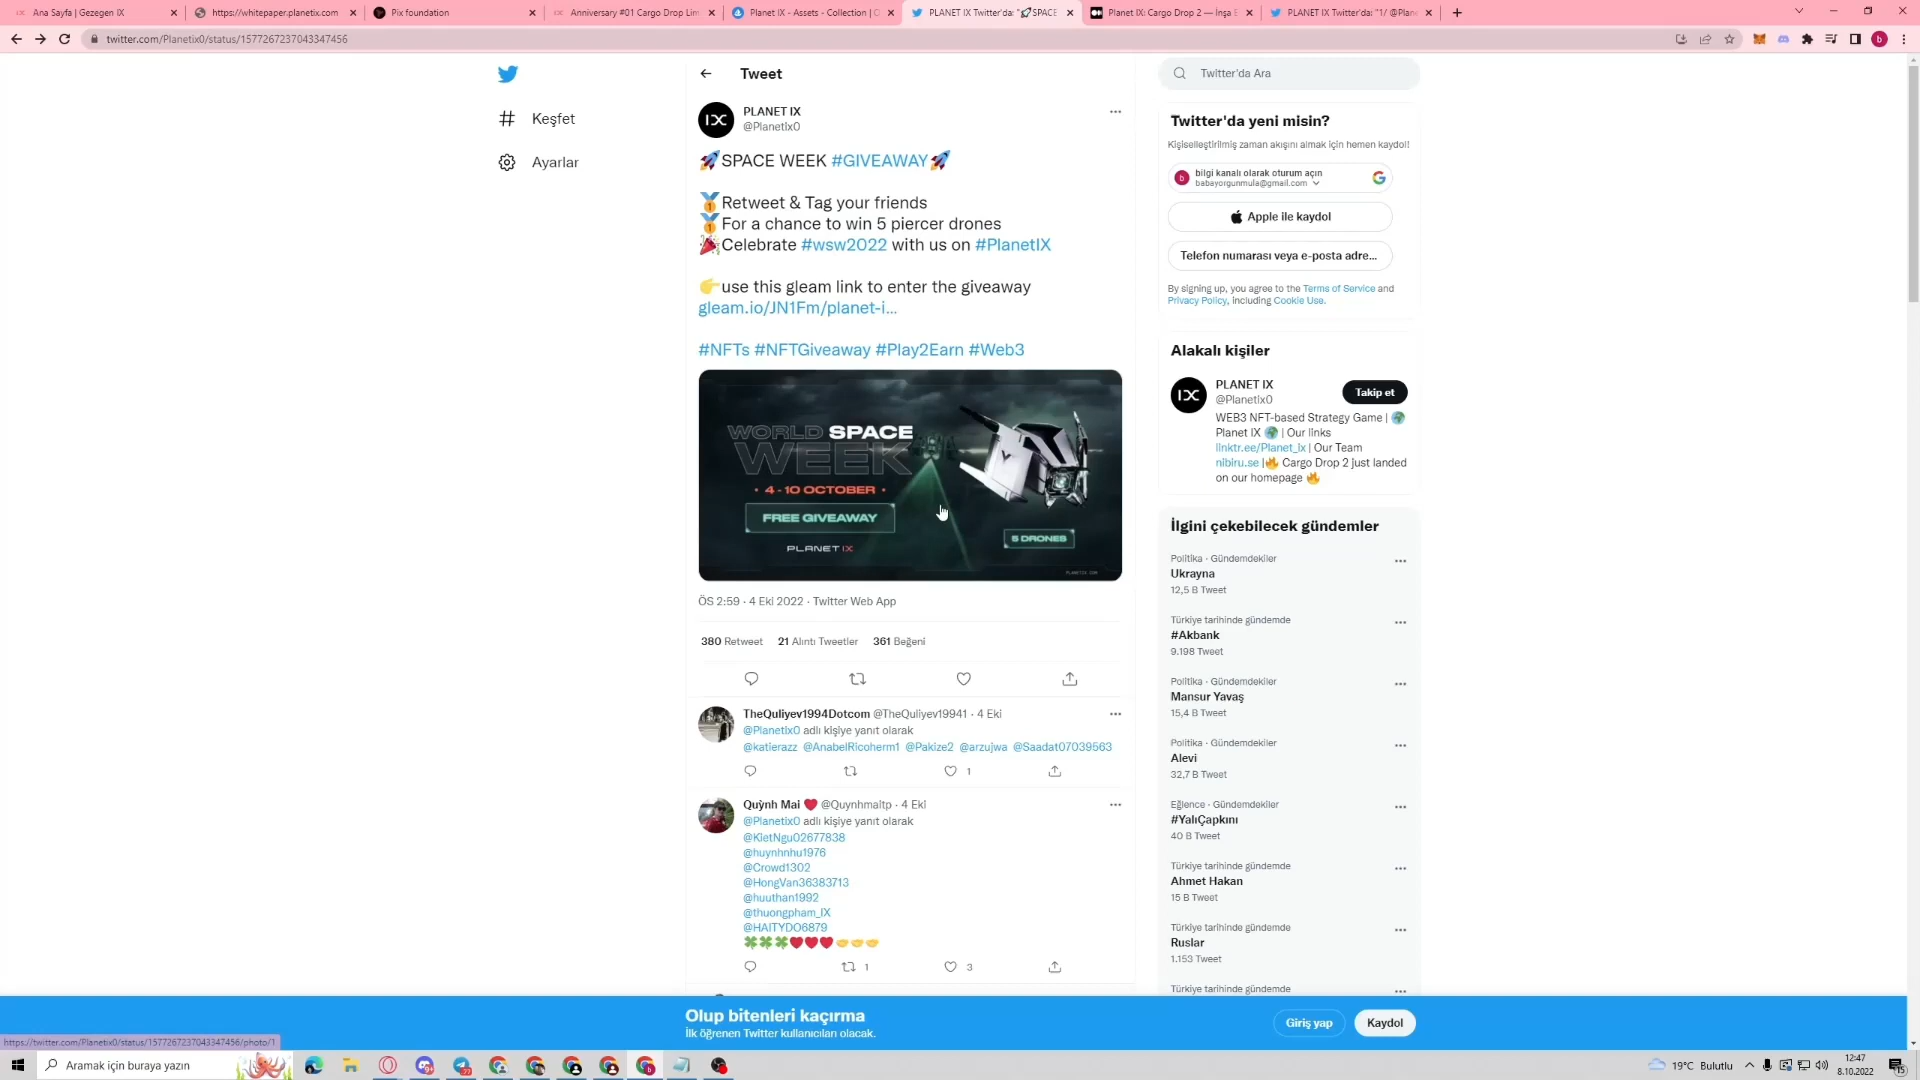 Ana Sayfa | Gezegen IX
https://whitepaper.planetix.com
Pix foundation
Anniversary #01 Cargo Drop Lim
Planet IX - Assets - Collection | O
PLANET IX Twitter'da: "🚀SPACE
Planet IX: Cargo Drop 2 — İnşa E
PLANET IX Twitter'da: "1/ @Plane
twitter.com/Planetix0/status/1577267237043347456
Keşfet
Ayarlar
Tweet
PLANET IX
@Planetix0
🚀SPACE WEEK #GIVEAWAY🚀
🥇Retweet & Tag your friends
🥇For a chance to win 5 piercer drones
🎉Celebrate #wsw2022 with us on #PlanetIX
👉use this gleam link to enter the giveaway
gleam.io/JN1Fm/planet-i...
#NFTs #NFTGiveaway #Play2Earn #Web3
WORLD SPACE
WEEK
• 4-10 OCTOBER •
FREE GIVEAWAY
5 DRONES
PLANET IX
PLANETIX.COM
ÖS 2:59 · 4 Eki 2022 · Twitter Web App
380 Retweet 21 Alıntı Tweetler 361 Beğeni
TheQuliyev1994Dotcom @TheQuliyev19941 · 4 Eki
@Planetix0 adlı kişiye yanıt olarak
@katierazz @AnabelRicoherm1 @Pakize2 @arzujwa @Saadat07039563
1
Quỳnh Mai ❤ @Quynhmaitp · 4 Eki
@Planetix0 adlı kişiye yanıt olarak
@KietNgu02677838
@huynhnhu1976
@Crowd1302
@HongVan36383713
@huuthan1992
@thuongpham_IX
@HAITYDO6879
🍀🍀🍀❤❤❤🤝🤝🤝
1 3
Twitter'da Ara
Twitter'da yeni misin?
Kişiselleştirilmiş zaman akışını almak için hemen kaydol!
bilgi kanalı olarak oturum açın
babayorgunmula@gmail.com
Apple ile kaydol
Telefon numarası veya e-posta adre...
By signing up, you agree to the Terms of Service and
Privacy Policy, including Cookie Use.
Alakalı kişiler
PLANET IX
@Planetix0
Takip et
WEB3 NFT-based Strategy Game | 🌍
Planet IX 🌍 | Our links
linktr.ee/Planet_Ix | Our Team
nibiru.se |🔥 Cargo Drop 2 just landed
on our homepage 🔥
İlgini çekebilecek gündemler
Politika · Gündemdekiler
Ukrayna
12,5 B Tweet
Türkiye tarihinde gündemde
#Akbank
9.198 Tweet
Politika · Gündemdekiler
Mansur Yavaş
15,4 B Tweet
Politika · Gündemdekiler
Alevi
32,7 B Tweet
Eğlence · Gündemdekiler
#YalıÇapkını
40 B Tweet
Türkiye tarihinde gündemde
Ahmet Hakan
15 B Tweet
Türkiye tarihinde gündemde
Ruslar
1.153 Tweet
Türkiye tarihinde gündemde
Olup bitenleri kaçırma
İlk öğrenen Twitter kullanıcıları olacak.
Giriş yap
Kaydol
https://twitter.com/Planetix0/status/1577267237043347456/photo/1
Aramak için buraya yazın
19°C Bulutlu
12:47
8.10.2022